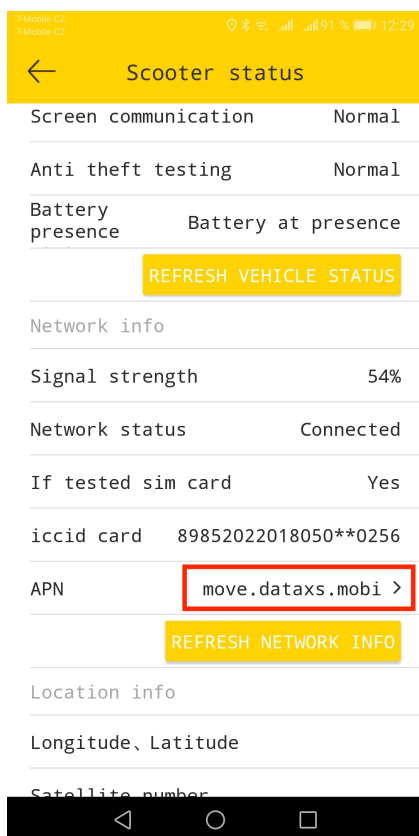 T-Mobile CZ
T-Mobile CZ
91 % 12:29
Scooter status
Screen communication Normal
Anti theft testing Normal
Battery
presence Battery at presence
REFRESH VEHICLE STATUS
Network info
Signal strength 54%
Network status Connected
If tested sim card Yes
iccid card 89852022018050**0256
APN move.dataxs.mobi >
REFRESH NETWORK INFO
Location info
Longitude、Latitude
Satellite number